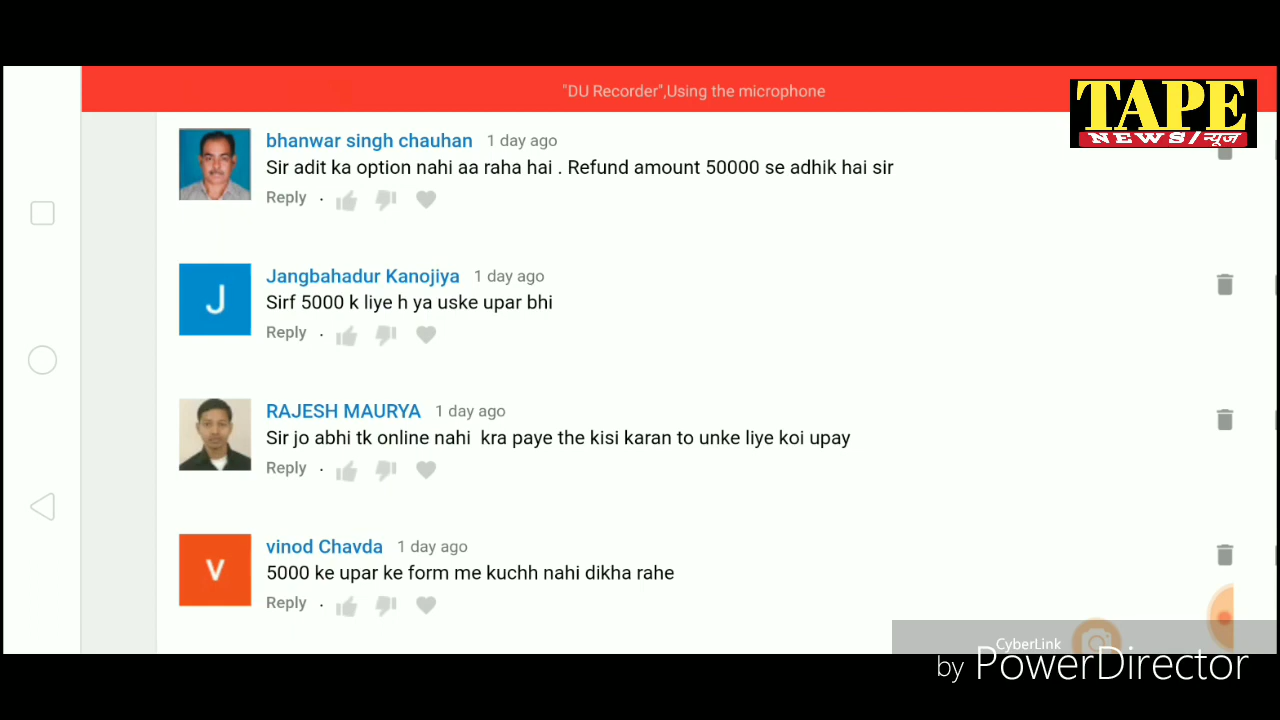 "DU Recorder",Using the microphone
TAPE
NEWS/न्यूज
bhanwar singh chauhan 1 day ago
Sir adit ka option nahi aa raha hai . Refund amount 50000 se adhik hai sir
Reply .
J
Jangbahadur Kanojiya 1 day ago
Sirf 5000 k liye h ya uske upar bhi
Reply .
RAJESH MAURYA 1 day ago
Sir jo abhi tk online nahi kra paye the kisi karan to unke liye koi upay
Reply .
v
vinod Chavda 1 day ago
5000 ke upar ke form me kuchh nahi dikha rahe
Reply .
CyberLink
by PowerDirector